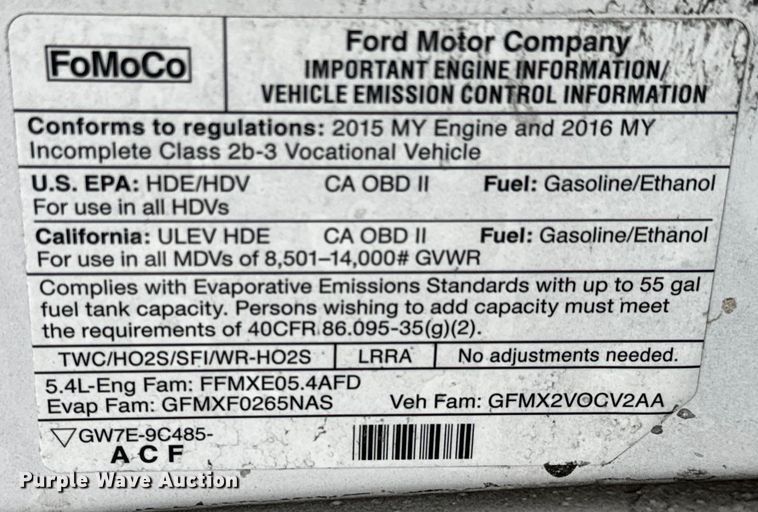 FoMoCo
Ford Motor Company
IMPORTANT ENGINE INFORMATION/
VEHICLE EMISSION CONTROL INFORMATION
Conforms to regulations: 2015 MY Engine and 2016 MY
Incomplete Class 2b-3 Vocational Vehicle
U.S. EPA: HDE/HDV CA OBD II Fuel: Gasoline/Ethanol
For use in all HDVs
California: ULEV HDE CA OBD II Fuel: Gasoline/Ethanol
For use in all MDVs of 8,501–14,000# GVWR
Complies with Evaporative Emissions Standards with up to 55 gal
fuel tank capacity. Persons wishing to add capacity must meet
the requirements of 40CFR 86.095-35(g)(2).
TWC/HO2S/SFI/WR-HO2S LRRA No adjustments needed.
5.4L-Eng Fam: FFMXE05.4AFD
Evap Fam: GFMXF0265NAS Veh Fam: GFMX2VOCV2AA
GW7E-9C485-
A C F
Purple Wave Auction